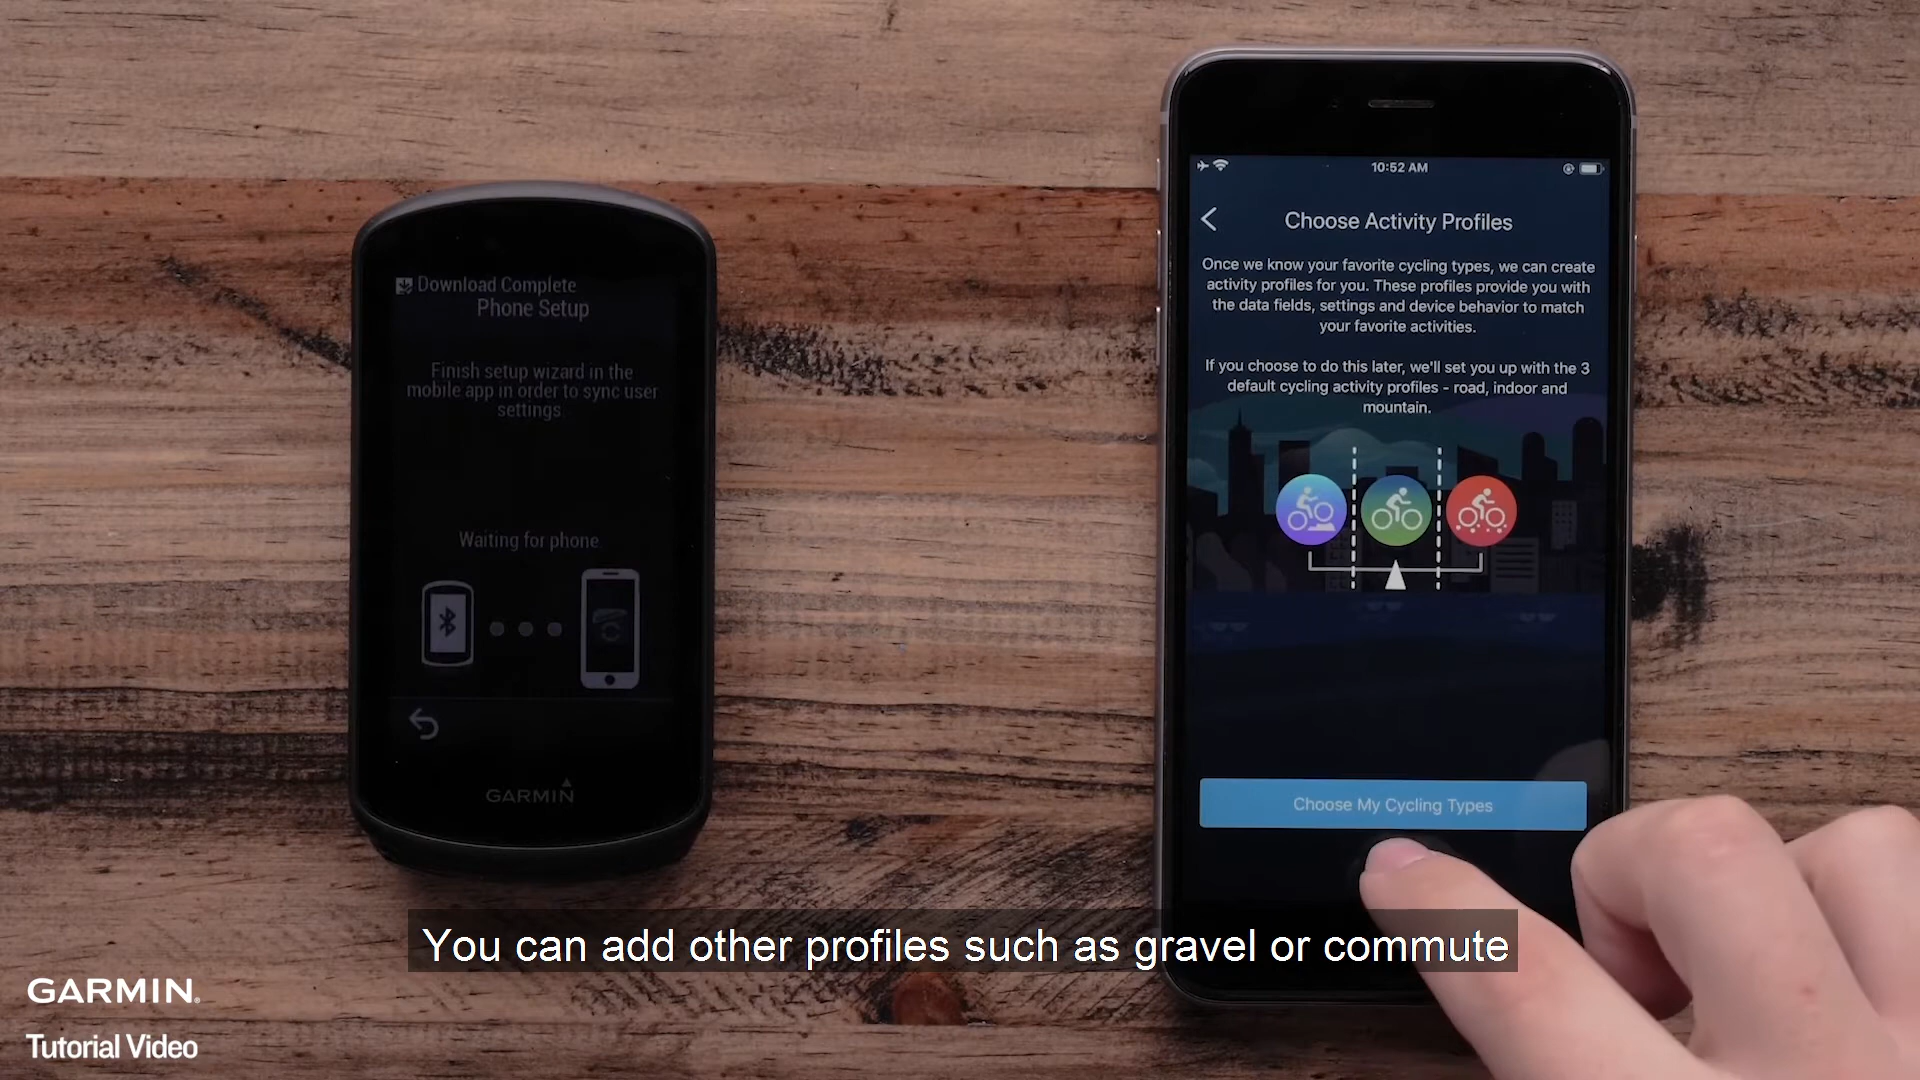 Download Complete
Phone Setup
Finish setup wizard in the
mobile app in order to sync user
settings.
Waiting for phone
GARMIN
10:52 AM
Choose Activity Profiles
Once we know your favorite cycling types, we can create
activity profiles for you. These profiles provide you with
the data fields, settings and device behavior to match
your favorite activities.
If you choose to do this later, we'll set you up with the 3
default cycling activity profiles - road, indoor and
mountain.
Choose My Cycling Types
You can add other profiles such as gravel or commute
GARMIN.
Tutorial Video